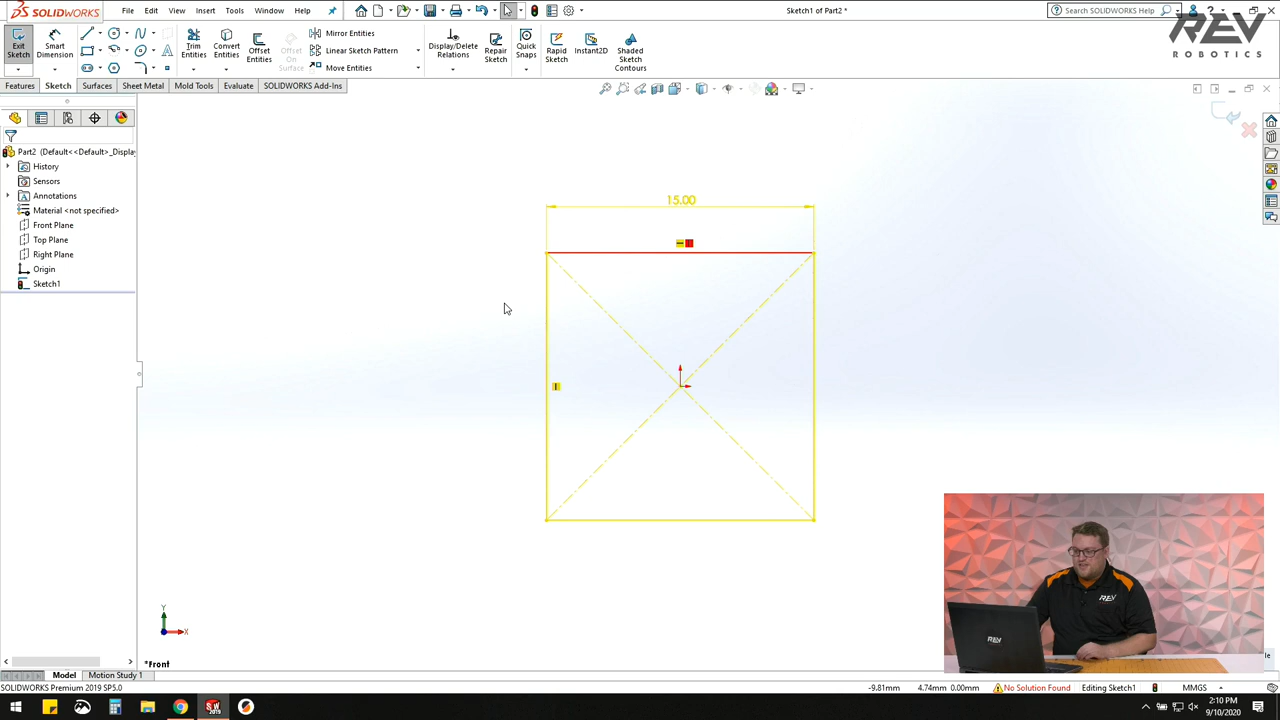 SOLIDWORKS
File Edit View Insert Tools Window Help
Sketch1 of Part2 *
Search SOLIDWORKS Help
REV
ROBOTICS
Exit Sketch
Smart Dimension
Trim Entities
Convert Entities
Offset Entities
Offset On Surface
Mirror Entities
Linear Sketch Pattern
Move Entities
Display/Delete Relations
Repair Sketch
Quick Snaps
Rapid Sketch
Instant2D
Shaded Sketch Contours
Features Sketch Surfaces Sheet Metal Mold Tools Evaluate SOLIDWORKS Add-Ins
Part2 (Default<<Default>_Display
History
Sensors
Annotations
Material <not specified>
Front Plane
Top Plane
Right Plane
Origin
Sketch1
15.00
Y
X
*Front
REV
REV
Model Motion Study 1
SOLIDWORKS Premium 2019 SP5.0
-9.81mm 4.74mm 0.00mm No Solution Found Editing Sketch1 MMGS
2:10 PM
9/10/2020